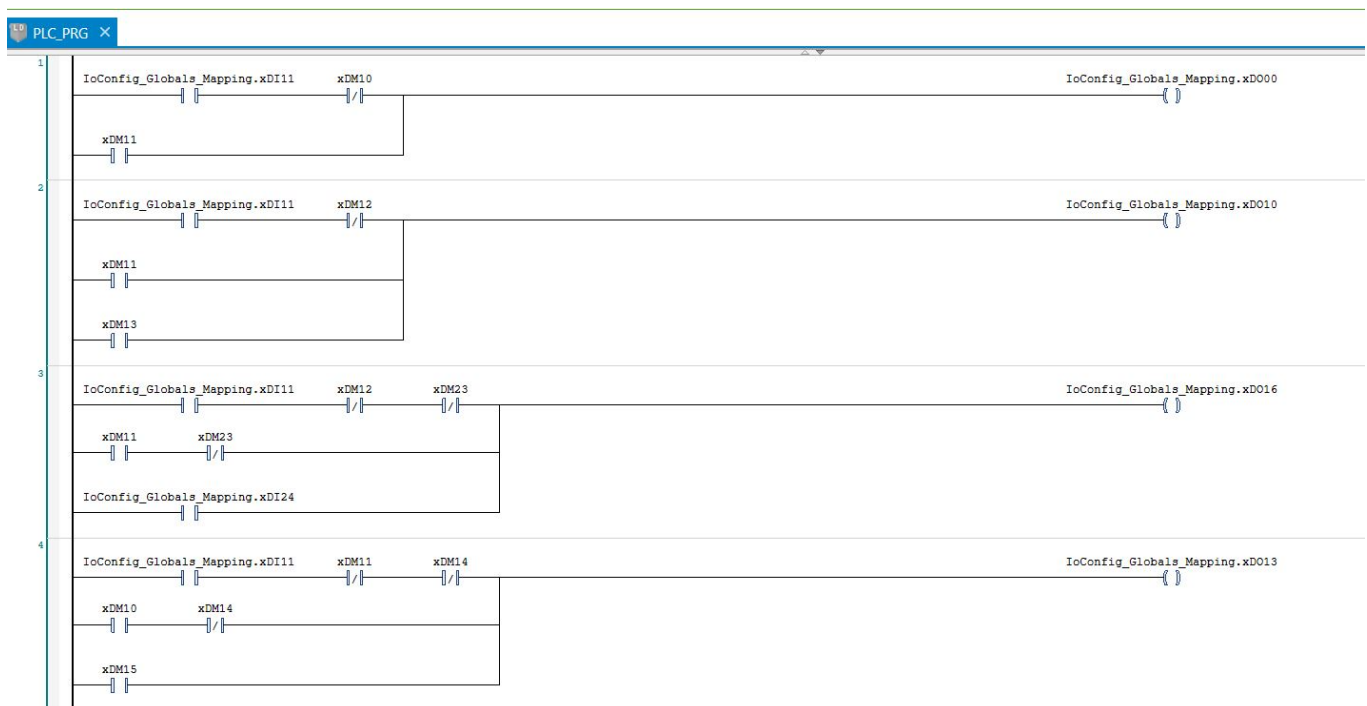 LD PLC_PRG ×
1
IoConfig_Globals_Mapping.xDI11 xDM10 IoConfig_Globals_Mapping.xDO00
xDM11
2
IoConfig_Globals_Mapping.xDI11 xDM12 IoConfig_Globals_Mapping.xDO10
xDM11
xDM13
3
IoConfig_Globals_Mapping.xDI11 xDM12 xDM23 IoConfig_Globals_Mapping.xDO16
xDM11 xDM23
IoConfig_Globals_Mapping.xDI24
4
IoConfig_Globals_Mapping.xDI11 xDM11 xDM14 IoConfig_Globals_Mapping.xDO13
xDM10 xDM14
xDM15